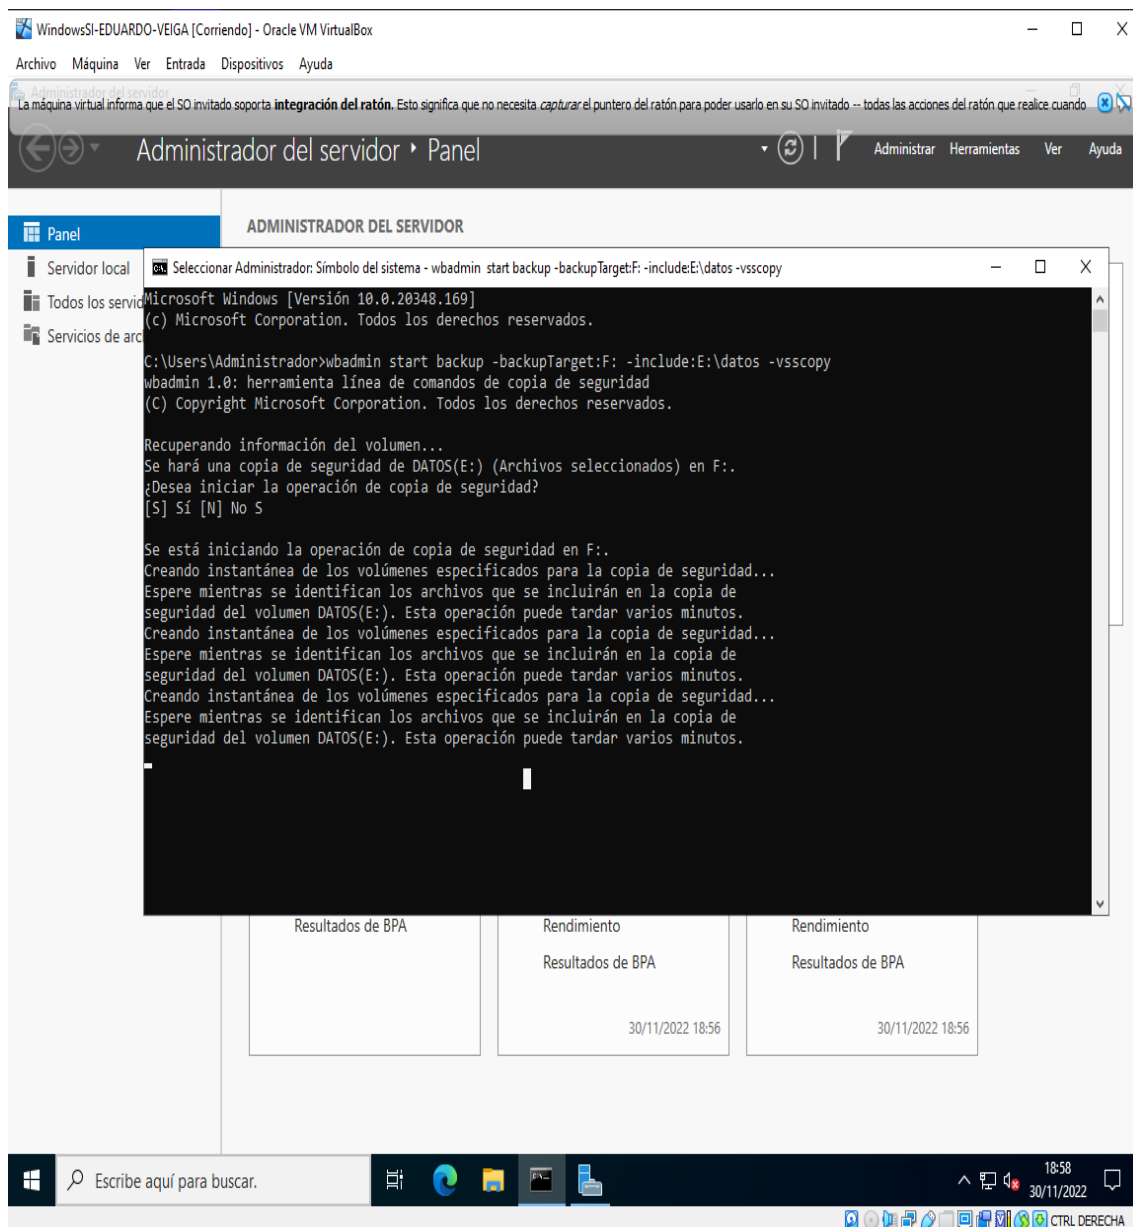 WindowsSI-EDUARDO-VEIGA [Corriendo] - Oracle VM VirtualBox
Archivo Máquina Ver Entrada Dispositivos Ayuda
Administrador del servidor
La máquina virtual informa que el SO invitado soporta integración del ratón. Esto significa que no necesita capturar el puntero del ratón para poder usarlo en su SO invitado -- todas las acciones del ratón que realice cuando
Administrador del servidor ‣ Panel
Administrar Herramientas Ver Ayuda
Panel
ADMINISTRADOR DEL SERVIDOR
Servidor local
Todos los servid
Servicios de arc
Seleccionar Administrador: Símbolo del sistema - wbadmin start backup -backupTarget:F: -include:E:\datos -vsscopy
Microsoft Windows [Versión 10.0.20348.169]
(c) Microsoft Corporation. Todos los derechos reservados.
C:\Users\Administrador>wbadmin start backup -backupTarget:F: -include:E:\datos -vsscopy
wbadmin 1.0: herramienta línea de comandos de copia de seguridad
(C) Copyright Microsoft Corporation. Todos los derechos reservados.
Recuperando información del volumen...
Se hará una copia de seguridad de DATOS(E:) (Archivos seleccionados) en F:.
¿Desea iniciar la operación de copia de seguridad?
[S] Sí [N] No S
Se está iniciando la operación de copia de seguridad en F:.
Creando instantánea de los volúmenes especificados para la copia de seguridad...
Espere mientras se identifican los archivos que se incluirán en la copia de
seguridad del volumen DATOS(E:). Esta operación puede tardar varios minutos.
Creando instantánea de los volúmenes especificados para la copia de seguridad...
Espere mientras se identifican los archivos que se incluirán en la copia de
seguridad del volumen DATOS(E:). Esta operación puede tardar varios minutos.
Creando instantánea de los volúmenes especificados para la copia de seguridad...
Espere mientras se identifican los archivos que se incluirán en la copia de
seguridad del volumen DATOS(E:). Esta operación puede tardar varios minutos.
Resultados de BPA
Rendimiento
Resultados de BPA
30/11/2022 18:56
Rendimiento
Resultados de BPA
30/11/2022 18:56
Escribe aquí para buscar.
18:58
30/11/2022
CTRL DERECHA